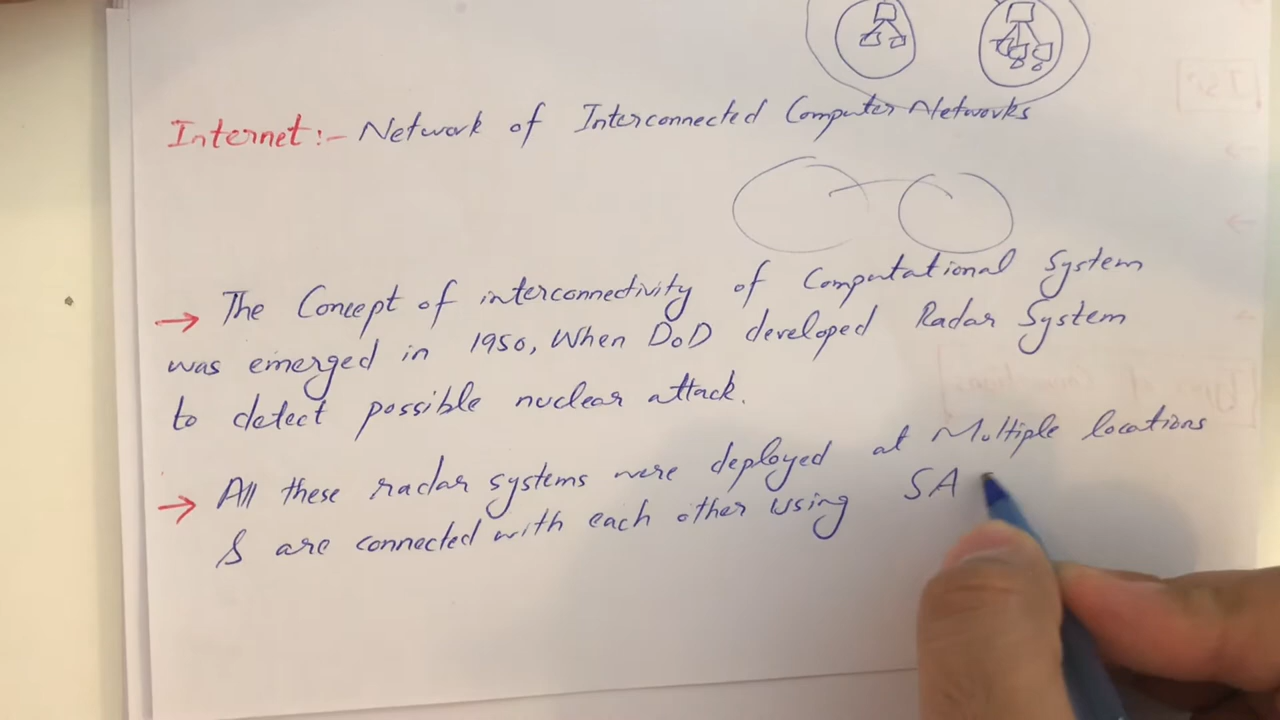 Internet:- Network of Interconnected Computer Networks
→ The Concept of interconnectivity of Computational System
was emerged in 1950, When DoD developed Radar System
to detect possible nuclear attack.
→ All these radar systems were deployed at Multiple locations
& are connected with each other using SA